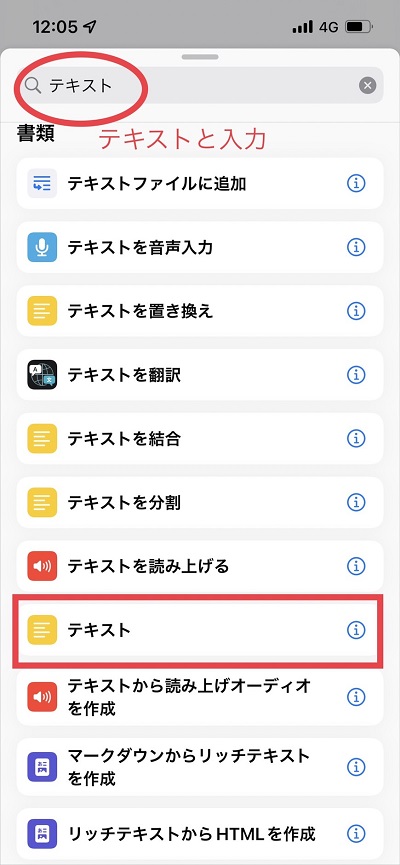 12:05
4G
テキスト
書類
テキストと入力
テキストファイルに追加
テキストを音声入力
テキストを置き換え
テキストを翻訳
テキストを結合
テキストを分割
テキストを読み上げる
テキスト
テキストから読み上げオーディオ
を作成
マークダウンからリッチテキスト
を作成
リッチテキストからHTMLを作成